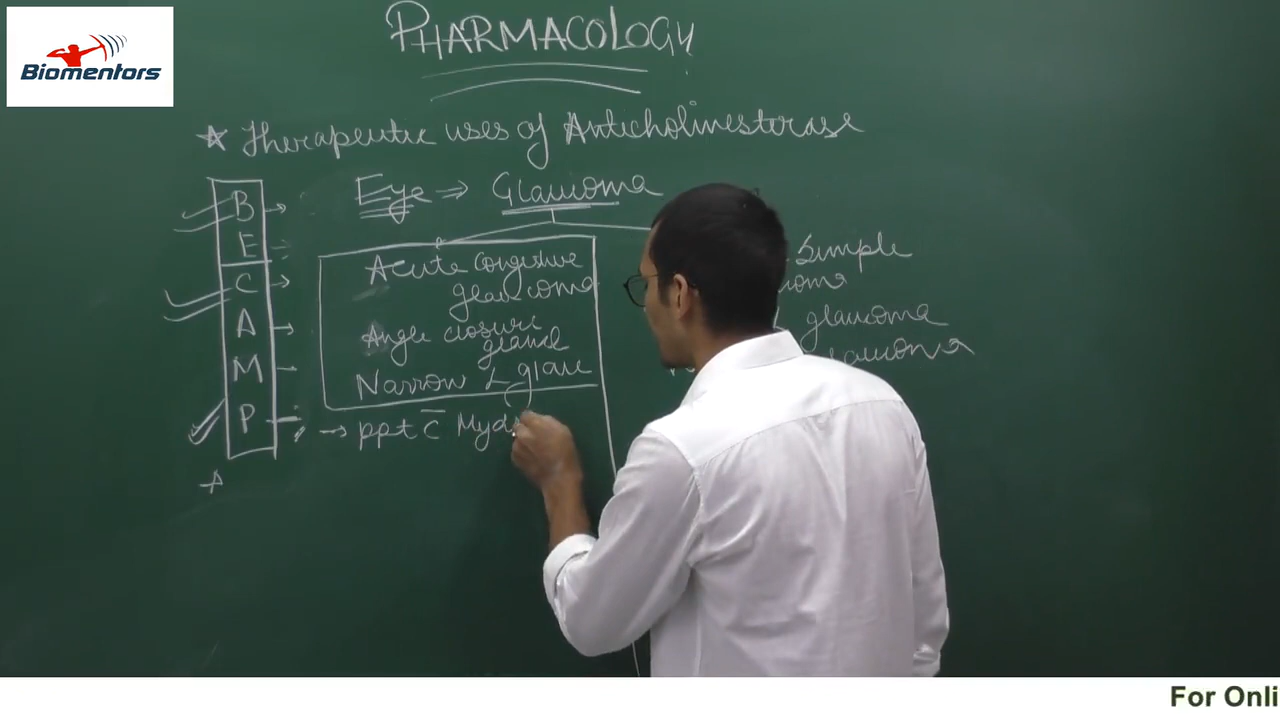 Biomentors
PHARMACOLOGY
★ Therapeutic uses of Anticholinesterase
B
E
C
A
M
P
Eye ⇒ Glaucoma
Acute Congestive
glaucoma
Angle closure
Narrow ∠ glauc
→ ppt c̅ Myd
Simple
glaucoma
glaucoma
For Onli